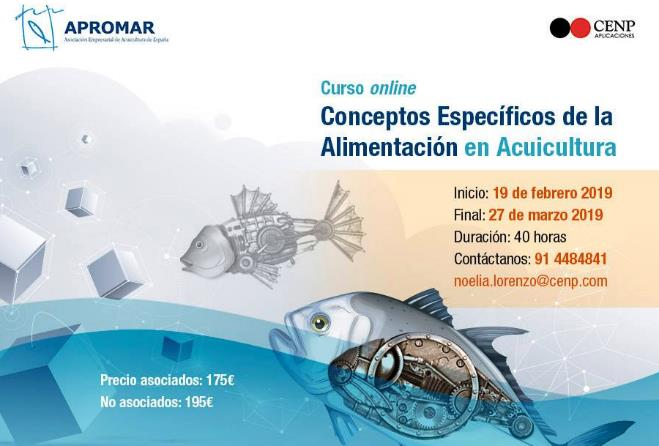 APROMAR
Asociación Empresarial de Acuicultura de España
CENP
APLICACIONES
Curso online
Conceptos Específicos de la
Alimentación en Acuicultura
Inicio: 19 de febrero 2019
Final: 27 de marzo 2019
Duración: 40 horas
Contáctanos: 91 4484841
noelia.lorenzo@cenp.com
Precio asociados: 175€
No asociados: 195€